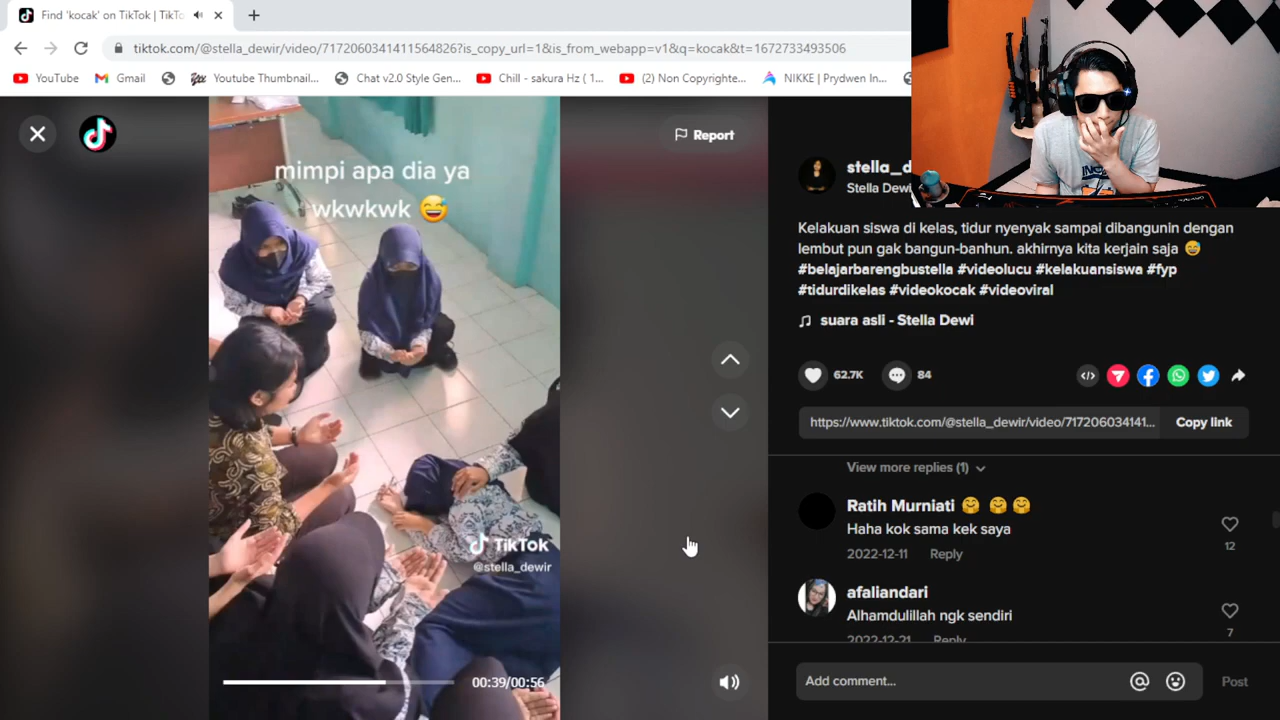 Find 'kocak' on TikTok | TikTo
tiktok.com/@stella_dewir/video/7172060341411564826?is_copy_url=1&is_from_webapp=v1&q=kocak&t=1672733493506
YouTube Gmail Youtube Thumbnail... Chat v2.0 Style Gen... Chill - sakura Hz ( 1... (2) Non Copyrighte... NIKKE | Prydwen In...
Report
mimpi apa dia ya
wkwkwk 😅
TikTok
@stella_dewir
00:39/00:56
stella_d
Stella Dewi
Kelakuan siswa di kelas, tidur nyenyak sampai dibangunin dengan
lembut pun gak bangun-banhun. akhirnya kita kerjain saja 😅
#belajarbarengbustella #videolucu #kelakuansiswa #fyp
#tidurdikelas #videokocak #videoviral
suara asli - Stella Dewi
62.7K 84
https://www.tiktok.com/@stella_dewir/video/717206034141... Copy link
View more replies (1)
Ratih Murniati 🤗 🤗 🤗
Haha kok sama kek saya
2022-12-11 Reply
12
afaliandari
Alhamdulillah ngk sendiri
2022-12-21 Reply
7
Add comment... Post